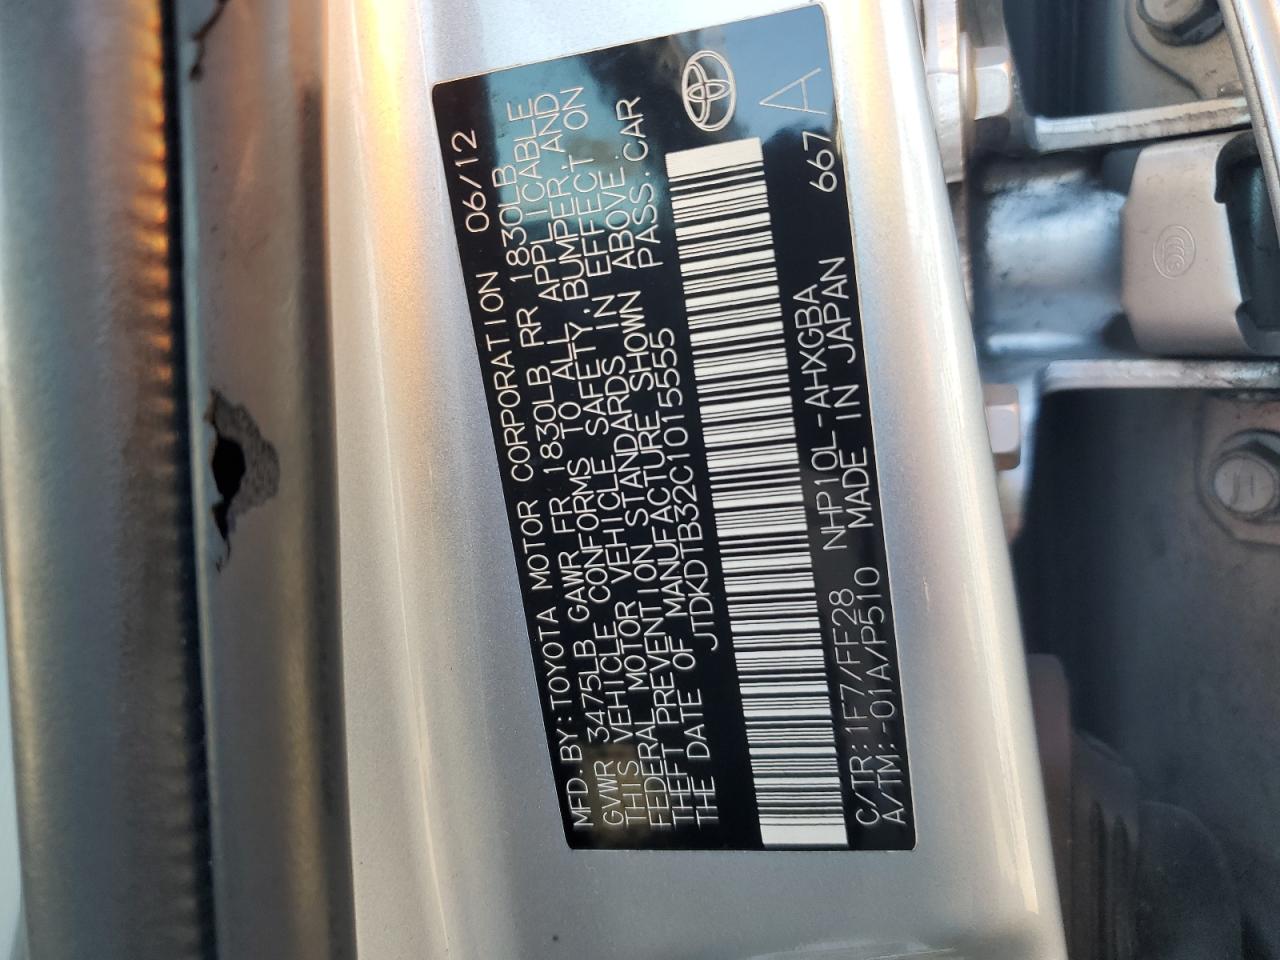 MFD. BY: TOYOTA MOTOR CORPORATION 06/12
GVWR 3475LB GAWR FR 1830LB RR 1830LB
THIS VEHICLE CONFORMS TO ALL APPLICABLE
FEDERAL MOTOR VEHICLE SAFETY, BUMPER, AND
THEFT PREVENTION STANDARDS IN EFFECT ON
THE DATE OF MANUFACTURE SHOWN ABOVE.
JTDKDTB32C1015555 PASS. CAR
C/TR: 1F7/FF28 NHP10L-AHXGBA 667 A
A/TM: -01A/P510 MADE IN JAPAN